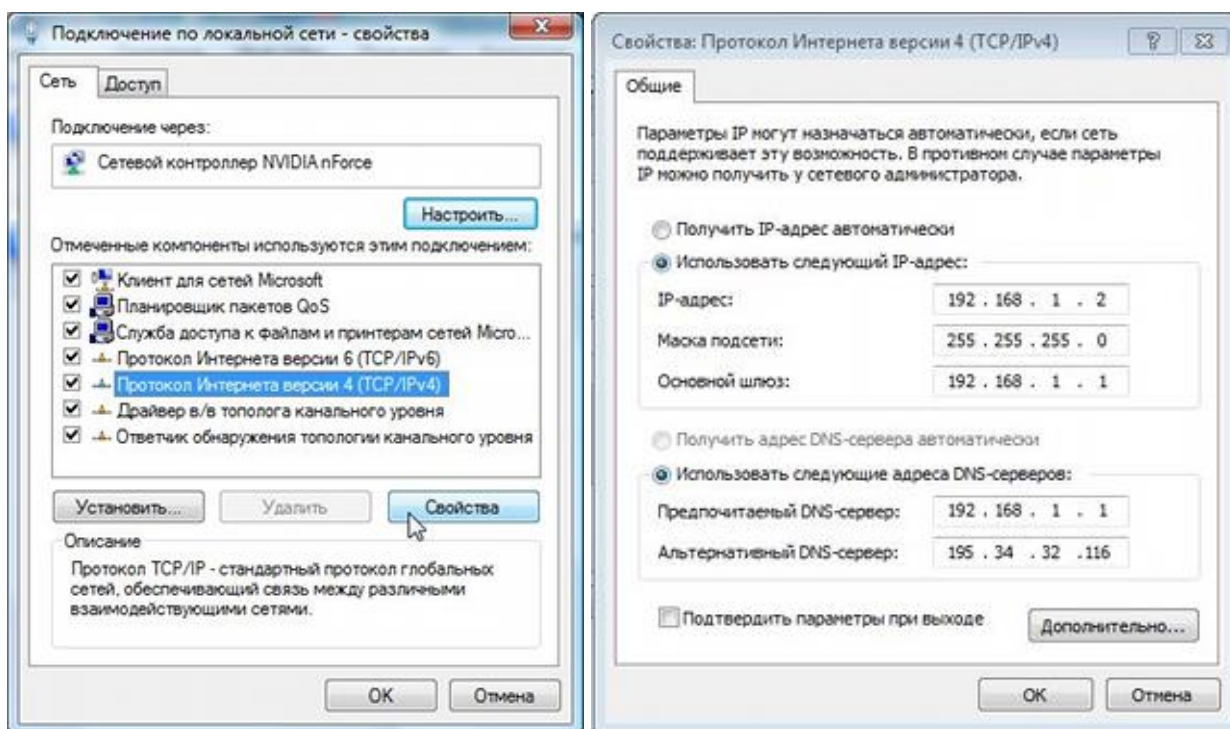 Подключение по локальной сети - свойства
Сеть
Доступ
Подключение через:
Сетевой контроллер NVIDIA nForce
Настроить...
Отмеченные компоненты используются этим подключением:
Клиент для сетей Microsoft
Планировщик пакетов QoS
Служба доступа к файлам и принтерам сетей Micro...
Протокол Интернета версии 6 (TCP/IPv6)
Протокол Интернета версии 4 (TCP/IPv4)
Драйвер в/в тополога канального уровня
Ответчик обнаружения топологии канального уровня
Установить...
Удалить
Свойства
Описание
Протокол TCP/IP - стандартный протокол глобальных
сетей, обеспечивающий связь между различными
взаимодействующими сетями.
ОК
Отмена
Свойства: Протокол Интернета версии 4 (TCP/IPv4)
Общие
Параметры IP могут назначаться автоматически, если сеть
поддерживает эту возможность. В противном случае параметры
IP можно получить у сетевого администратора.
Получить IP-адрес автоматически
Использовать следующий IP-адрес:
IP-адрес: 192 . 168 . 1 . 2
Маска подсети: 255 . 255 . 255 . 0
Основной шлюз: 192 . 168 . 1 . 1
Получить адрес DNS-сервера автоматически
Использовать следующие адреса DNS-серверов:
Предпочитаемый DNS-сервер: 192 . 168 . 1 . 1
Альтернативный DNS-сервер: 195 . 34 . 32 .116
Подтвердить параметры при выходе
Дополнительно...
ОК
Отмена